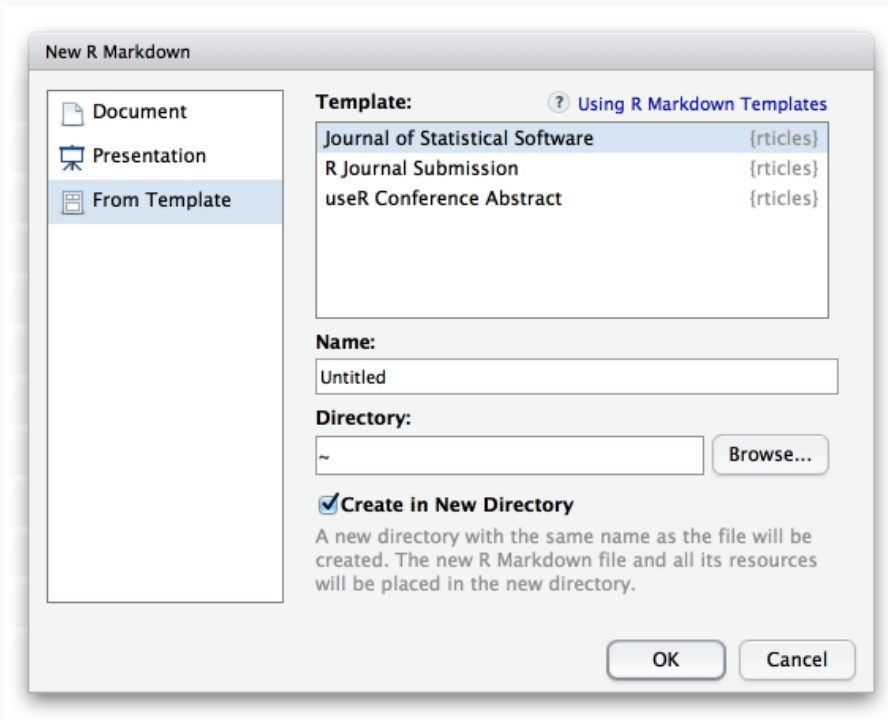 New R Markdown
Document
Presentation
From Template
Template:
? Using R Markdown Templates
Journal of Statistical Software {rticles}
R Journal Submission {rticles}
useR Conference Abstract {rticles}
Name:
Untitled
Directory:
~
Browse...
Create in New Directory
A new directory with the same name as the file will be
created. The new R Markdown file and all its resources
will be placed in the new directory.
OK
Cancel